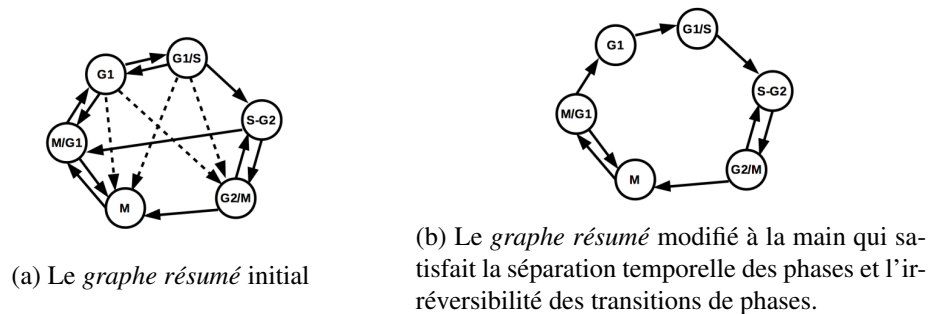 G1
G1/S
S-G2
G2/M
M
M/G1
(a) Le graphe résumé initial
G1
G1/S
S-G2
G2/M
M
M/G1
(b) Le graphe résumé modifié à la main qui sa-
tisfait la séparation temporelle des phases et l'ir-
réversibilité des transitions de phases.